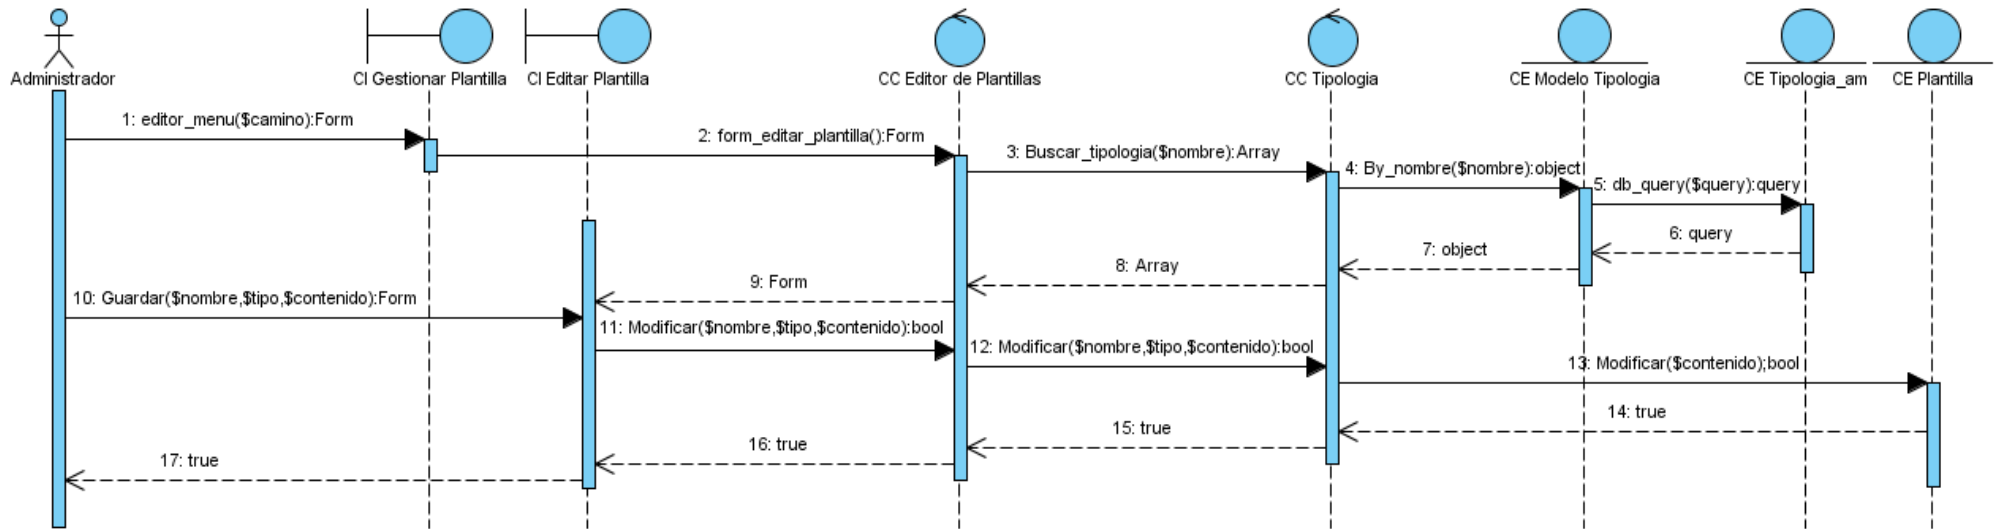 Administrador
CI Gestionar Plantilla
CI Editar Plantilla
CC Editor de Plantillas
CC Tipologia
CE Modelo Tipologia
CE Tipologia_am
CE Plantilla
1: editor_menu($camino):Form
2: form_editar_plantilla():Form
3: Buscar_tipologia($nombre):Array
4: By_nombre($nombre):object
5: db_query($query):query
6: query
7: object
8: Array
9: Form
10: Guardar($nombre,$tipo,$contenido):Form
11: Modificar($nombre,$tipo,$contenido):bool
12: Modificar($nombre,$tipo,$contenido):bool
13: Modificar($contenido);bool
14: true
15: true
16: true
17: true